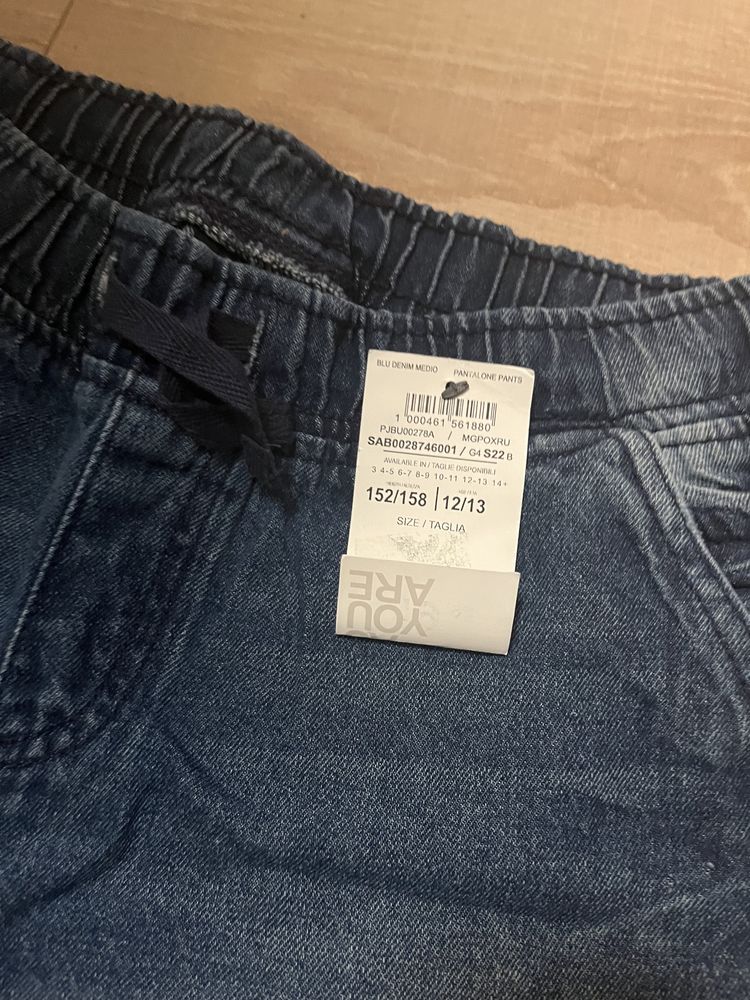 BLU DENIM MEDIO PANTALONE PANTS
1 000461 561880
PJBU00278A / MGPOXRU
SAB0028746001 / G4 S22 B
AVAILABLE IN / TAGLIE DISPONIBILI
3 4-5 6-7 8-9 10-11 12-13 14+
152/158 | 12/13
SIZE / TAGLIA
YOU
ARE